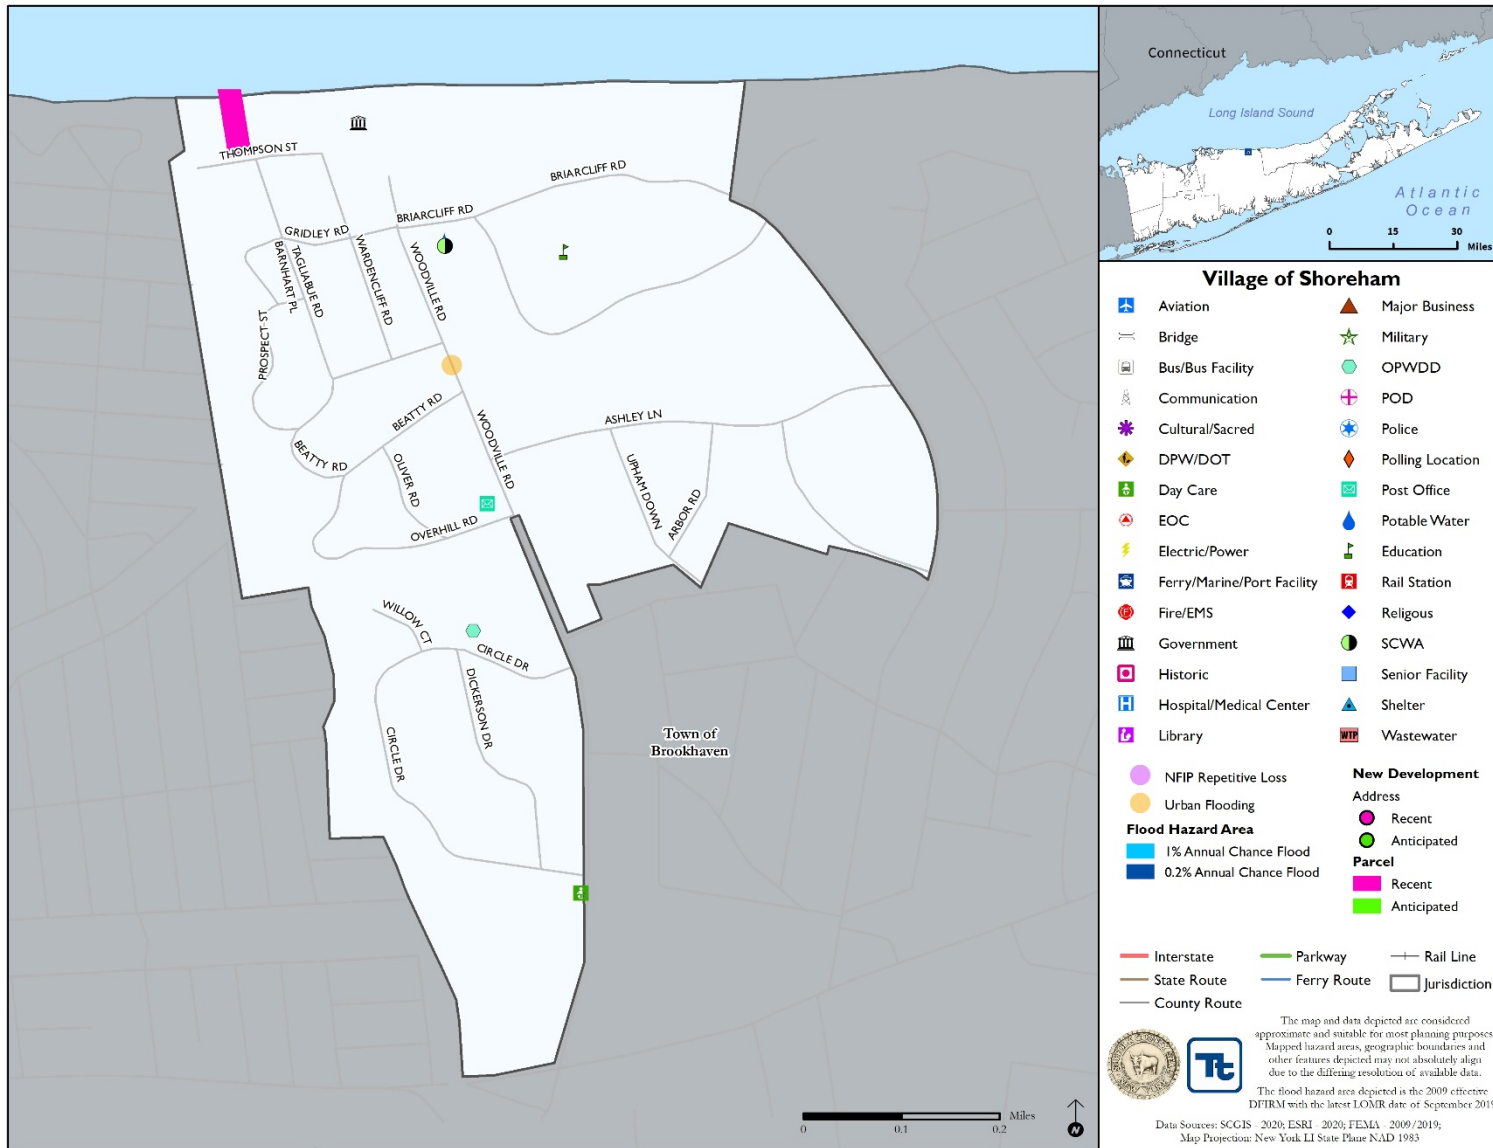 THOMPSON ST
BRIARCLIFF RD
BRIARCLIFF RD
GRIDLEY RD
BARNHART PL
TAGLIABUE RD
WARDENCLIFF RD
WOODVILLE RD
PROSPECT ST
BEATTY RD
BEATTY RD
WOODVILLE RD
ASHLEY LN
OLIVER RD
UPHAM DOWN
ARBOR RD
OVERHILL RD
WILLOW CT
CIRCLE DR
DICKERSON DR
CIRCLE DR
Town of
Brookhaven
0 0.1 0.2 Miles
N
Connecticut
Long Island Sound
Atlantic
Ocean
0 15 30
Miles
Village of Shoreham
Aviation
Bridge
Bus/Bus Facility
Communication
Cultural/Sacred
DPW/DOT
Day Care
EOC
Electric/Power
Ferry/Marine/Port Facility
Fire/EMS
Government
Historic
Hospital/Medical Center
Library
Major Business
Military
OPWDD
POD
Police
Polling Location
Post Office
Potable Water
Education
Rail Station
Religous
SCWA
Senior Facility
Shelter
WTP Wastewater
NFIP Repetitive Loss
Urban Flooding
Flood Hazard Area
1% Annual Chance Flood
0.2% Annual Chance Flood
New Development
Address
Recent
Anticipated
Parcel
Recent
Anticipated
Interstate
State Route
County Route
Parkway
Ferry Route
Rail Line
Jurisdiction
Tt
The map and data depicted are considered
approximate and suitable for most planning purposes.
Mapped hazard areas, geographic boundaries and
other features depicted may not absolutely align
due to the differing resolution of available data.
The flood hazard area depicted is the 2009 effective
DFIRM with the latest LOMR date of September 2019
Data Sources: SCGIS - 2020; ESRI - 2020; FEMA - 2009/2019;
Map Projection: New York LI State Plane NAD 1983